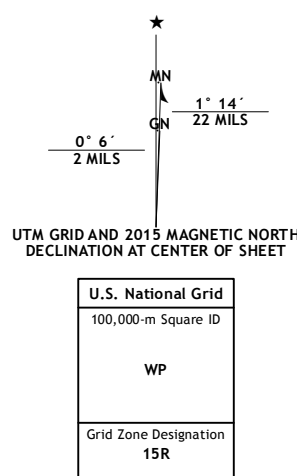 ★
MN
1° 14´
22 MILS
GN
0° 6´
2 MILS
UTM GRID AND 2015 MAGNETIC NORTH
DECLINATION AT CENTER OF SHEET
U.S. National Grid
100,000-m Square ID
WP
Grid Zone Designation
15R